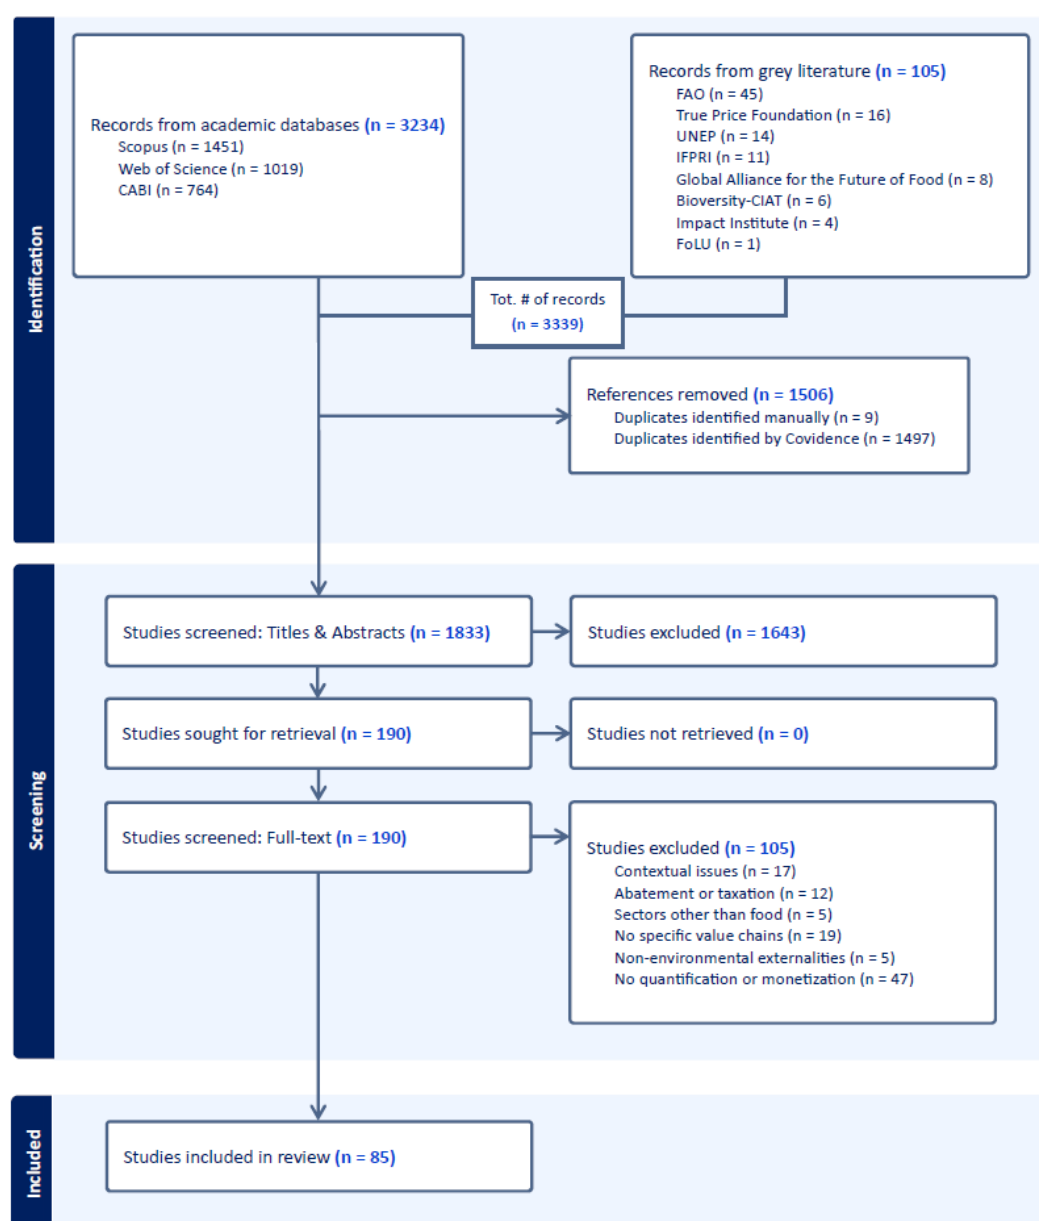 Identification
Records from academic databases (n = 3234)
Scopus (n = 1451)
Web of Science (n = 1019)
CABI (n = 764)
Records from grey literature (n = 105)
FAO (n = 45)
True Price Foundation (n = 16)
UNEP (n = 14)
IFPRI (n = 11)
Global Alliance for the Future of Food (n = 8)
Bioversity-CIAT (n = 6)
Impact Institute (n = 4)
FoLU (n = 1)
Tot. # of records
(n = 3339)
References removed (n = 1506)
Duplicates identified manually (n = 9)
Duplicates identified by Covidence (n = 1497)
Screening
Studies screened: Titles & Abstracts (n = 1833)
Studies excluded (n = 1643)
Studies sought for retrieval (n = 190)
Studies not retrieved (n = 0)
Studies screened: Full-text (n = 190)
Studies excluded (n = 105)
Contextual issues (n = 17)
Abatement or taxation (n = 12)
Sectors other than food (n = 5)
No specific value chains (n = 19)
Non-environmental externalities (n = 5)
No quantification or monetization (n = 47)
Included
Studies included in review (n = 85)